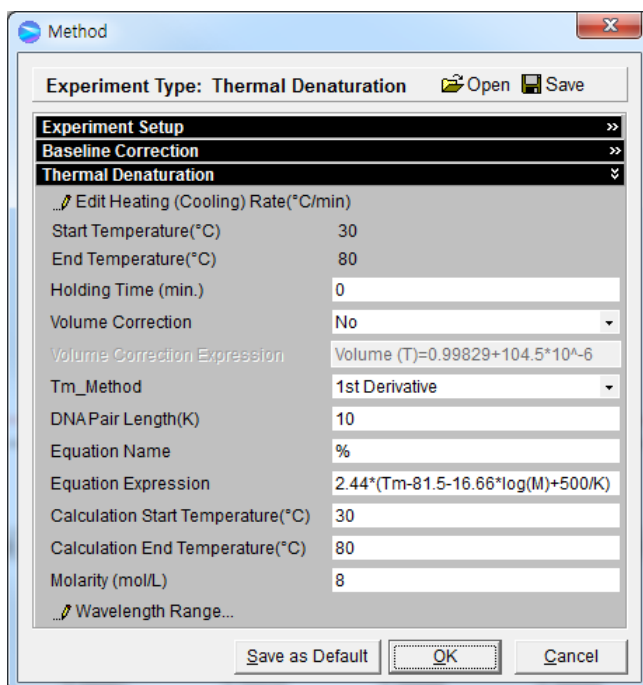 Method
Experiment Type: Thermal Denaturation Open Save
Experiment Setup »
Baseline Correction »
Thermal Denaturation
Edit Heating (Cooling) Rate(°C/min)
Start Temperature(°C) 30
End Temperature(°C) 80
Holding Time (min.) 0
Volume Correction No
Volume Correction Expression Volume (T)=0.99829+104.5*10^-6
Tm_Method 1st Derivative
DNA Pair Length(K) 10
Equation Name %
Equation Expression 2.44*(Tm-81.5-16.66*log(M)+500/K)
Calculation Start Temperature(°C) 30
Calculation End Temperature(°C) 80
Molarity (mol/L) 8
Wavelength Range...
Save as Default OK Cancel